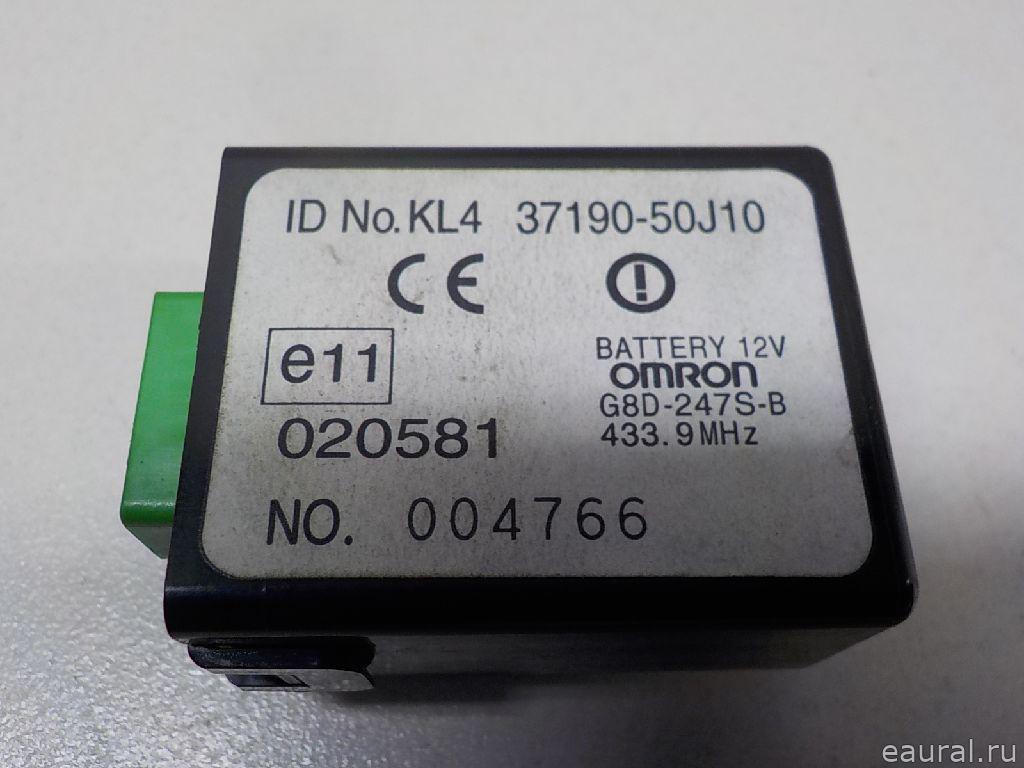 ID No. KL4 37190-50J10
CE
e11
020581
BATTERY 12V
OMRON
G8D-247S-B
433.9MHz
NO. 004766
eaural.ru